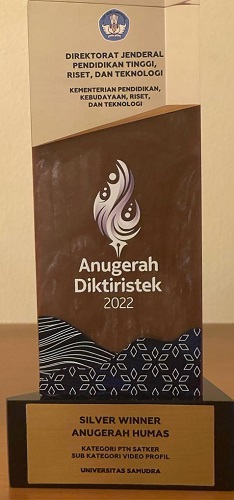 DIREKTORAT JENDERAL
PENDIDIKAN TINGGI,
RISET, DAN TEKNOLOGI
KEMENTERIAN PENDIDIKAN,
KEBUDAYAAN, RISET,
DAN TEKNOLOGI
Anugerah
Diktiristek
2022
SILVER WINNER
ANUGERAH HUMAS
KATEGORI PTN SATKER
SUB KATEGORI VIDEO PROFIL
UNIVERSITAS SAMUDRA